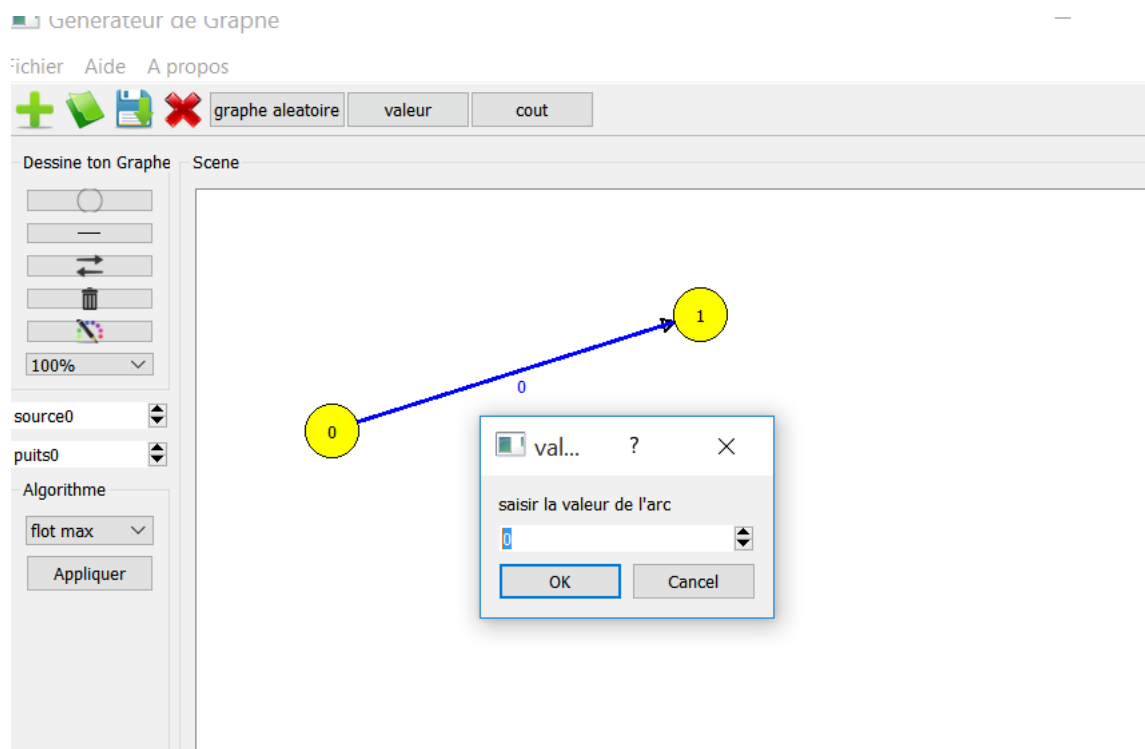 Générateur de Graphe
Fichier Aide A propos
graphe aleatoire valeur cout
Dessine ton Graphe Scene
1
100%
0
source0
0
val... ?
puits0
saisir la valeur de l'arc
Algorithme
0
flot max
Appliquer
OK Cancel